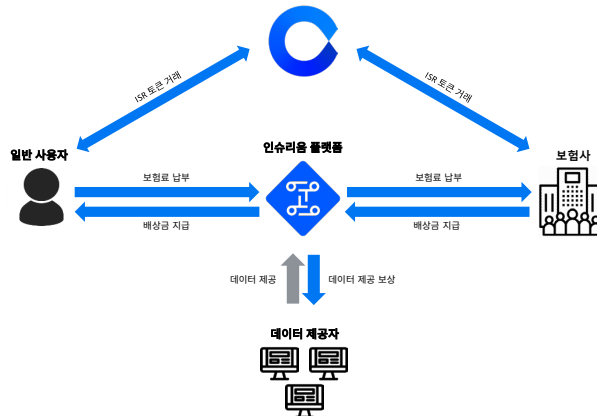 ISR 토큰 거래
ISR 토큰 거래
일반 사용자
인슈리움 플랫폼
보험사
보험료 납부
보험료 납부
배상금 지급
배상금 지급
데이터 제공
데이터 제공 보상
데이터 제공자